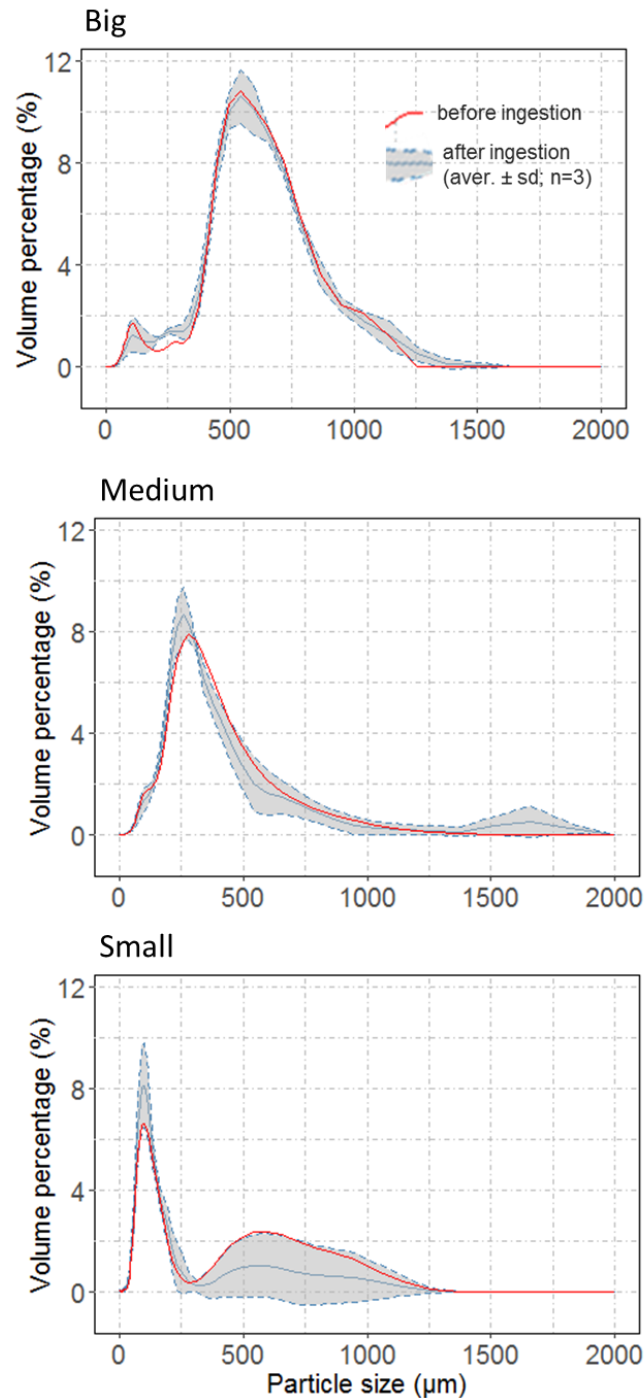 Big
Volume percentage (%)
12
8
4
0
before ingestion
after ingestion
(aver. ± sd; n=3)
0 500 1000 1500 2000
Medium
Volume percentage (%)
12
8
4
0
0 500 1000 1500 2000
Small
Volume percentage (%)
12
8
4
0
0 500 1000 1500 2000
Particle size (µm)